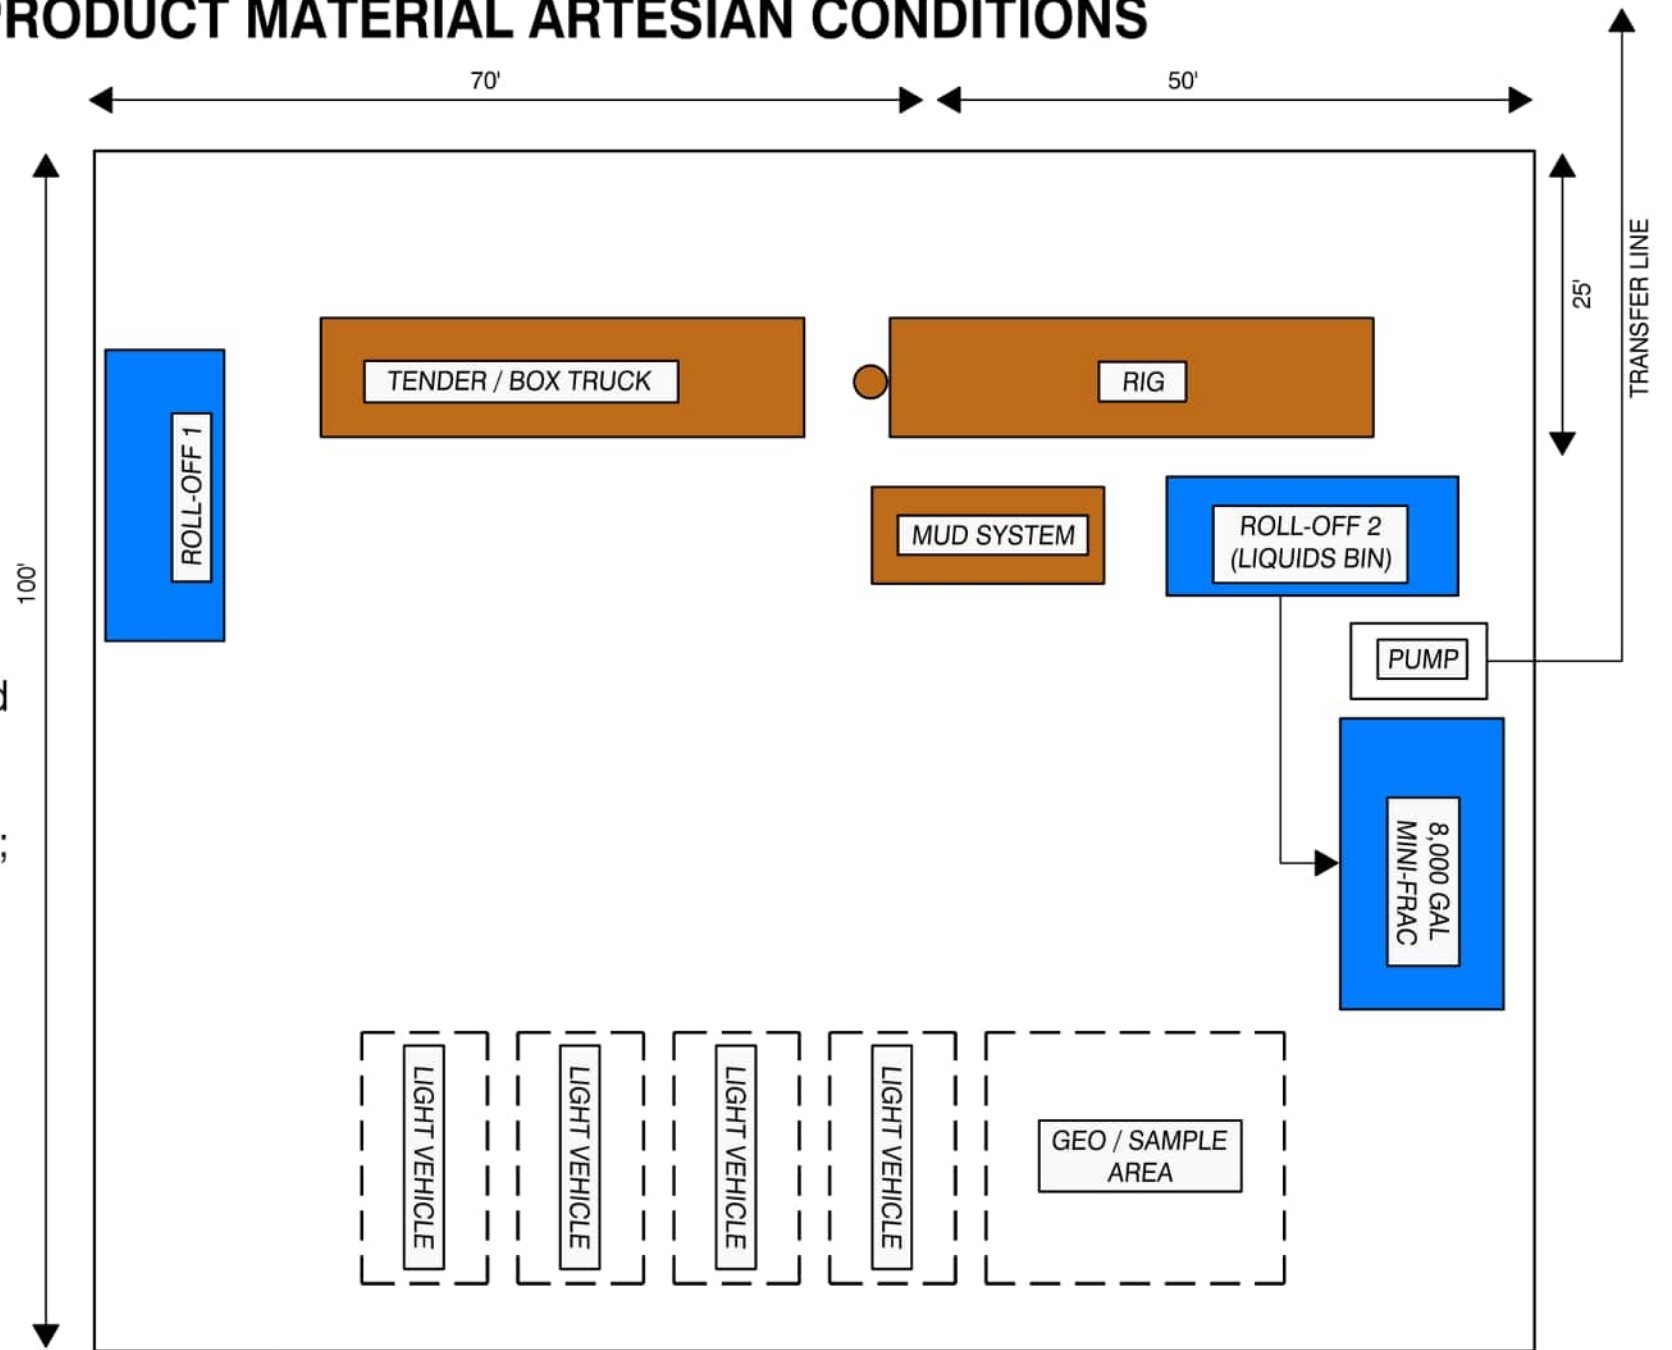 PRODUCT MATERIAL ARTESIAN CONDITIONS
70'
50'
25'
TRANSFER LINE
TENDER / BOX TRUCK
RIG
ROLL-OFF 1
MUD SYSTEM
ROLL-OFF 2
(LIQUIDS BIN)
100'
PUMP
d
;
8,000 GAL
MINI-FRAC
LIGHT VEHICLE
LIGHT VEHICLE
LIGHT VEHICLE
LIGHT VEHICLE
GEO / SAMPLE
AREA